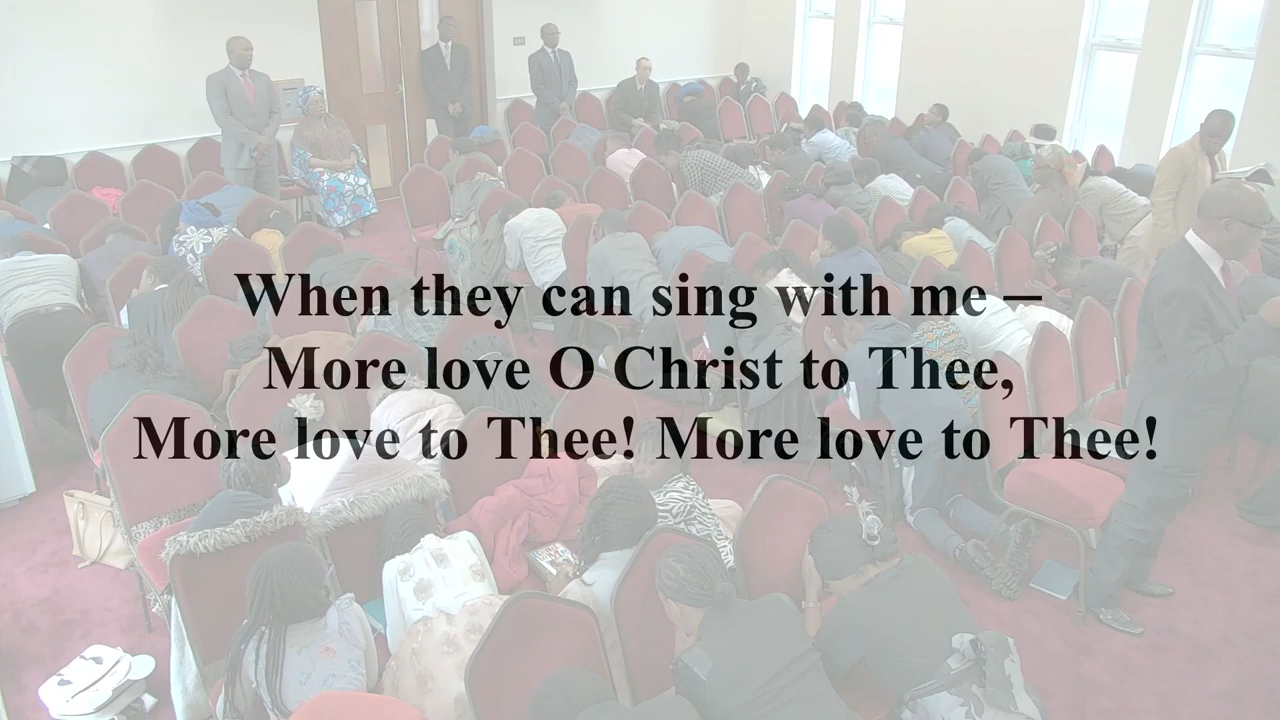 When they can sing with me –
More love O Christ to Thee,
More love to Thee! More love to Thee!